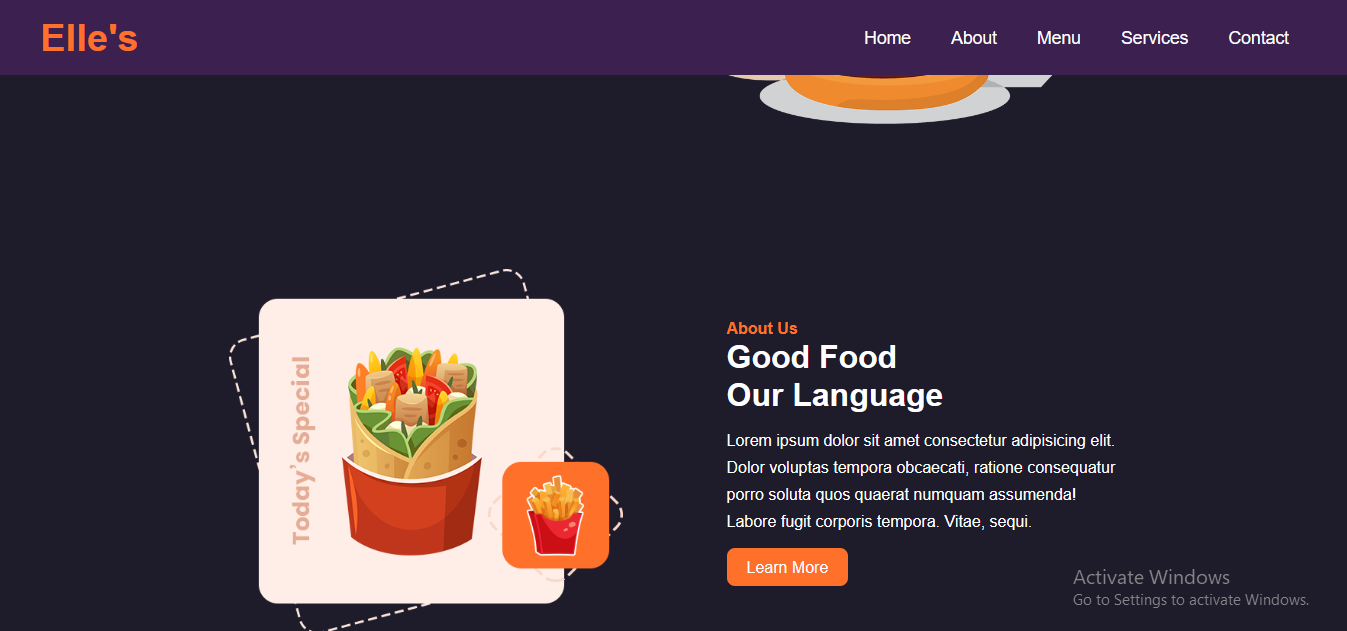 Elle's
Home About Menu Services Contact
Today's Special
About Us
Good Food
Our Language
Lorem ipsum dolor sit amet consectetur adipisicing elit.
Dolor voluptas tempora obcaecati, ratione consequatur
porro soluta quos quaerat numquam assumenda!
Labore fugit corporis tempora. Vitae, sequi.
Learn More
Activate Windows
Go to Settings to activate Windows.